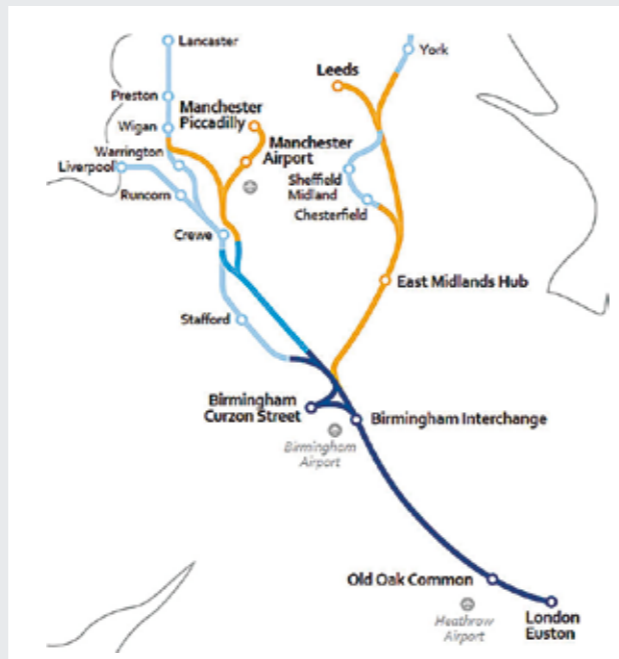 Lancaster
York
Leeds
Preston
Manchester
Piccadilly
Wigan
Manchester
Airport
Warrington
Liverpool
Sheffield
Midland
Runcorn
Chesterfield
Crewe
East Midlands Hub
Stafford
Birmingham
Curzon Street
Birmingham Interchange
Birmingham
Airport
Old Oak Common
London
Euston
Heathrow
Airport